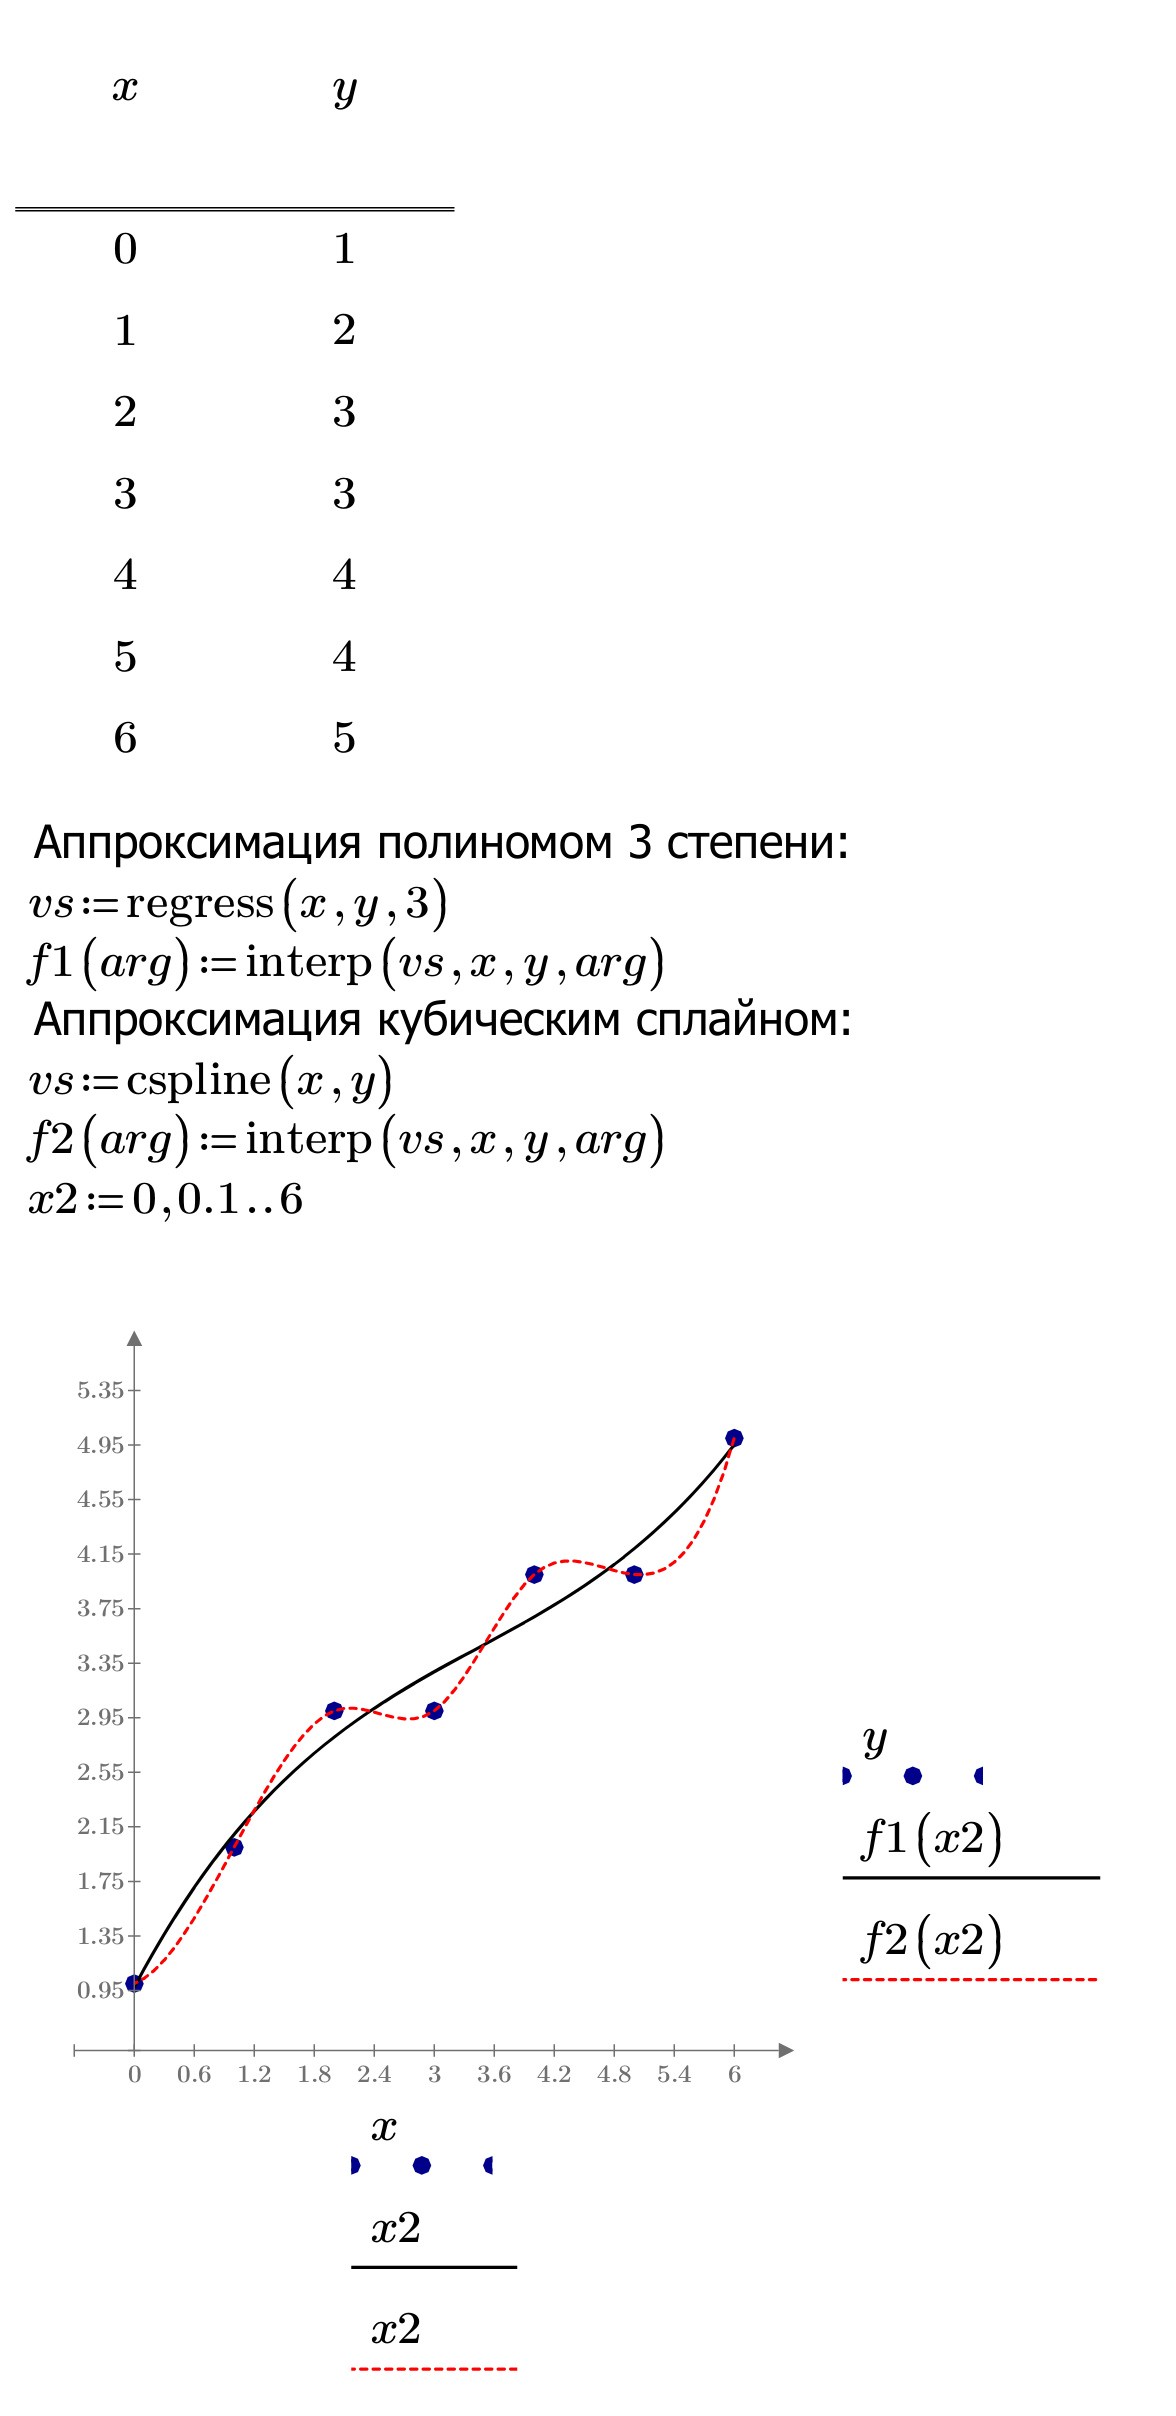 x y
0 1
1 2
2 3
3 3
4 4
5 4
6 5
Аппроксимация полиномом 3 степени:
vs:=regress(x,y,3)
f1(arg):=interp(vs,x,y,arg)
Аппроксимация кубическим сплайном:
vs:=cspline(x,y)
f2(arg):=interp(vs,x,y,arg)
x2:=0,0.1..6
5.35
4.95
4.55
4.15
3.75
3.35
2.95
2.55
2.15
1.75
1.35
0.95
0 0.6 1.2 1.8 2.4 3 3.6 4.2 4.8 5.4 6
y
f1(x2)
f2(x2)
x
x2
x2